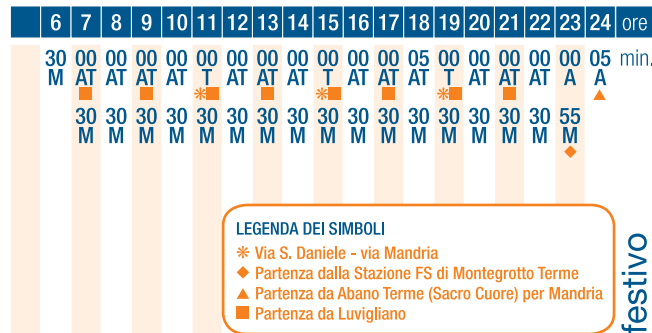 6 7 8 9 10 11 12 13 14 15 16 17 18 19 20 21 22 23 24 ore
30 00 00 00 00 00 00 00 00 00 00 00 05 00 00 00 00 00 05 min.
M AT AT AT AT T AT AT AT T AT AT AT T AT AT AT A A
30 30 30 30 30 30 30 30 30 30 30 30 30 30 30 30 55
M M M M M M M M M M M M M M M M M
LEGENDA DEI SIMBOLI
Via S. Daniele - via Mandria
Partenza dalla Stazione FS di Montegrotto Terme
Partenza da Abano Terme (Sacro Cuore) per Mandria
Partenza da Luvigliano
festivo